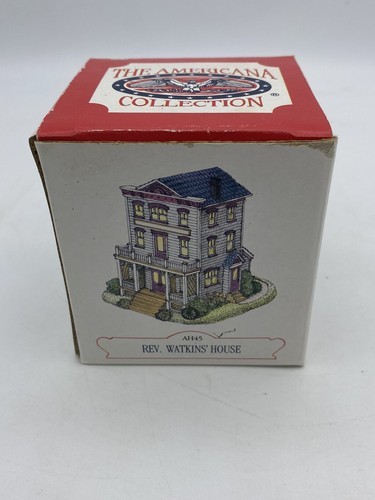 THE AMERICANA
COLLECTION ®
AH45
REV. WATKINS' HOUSE